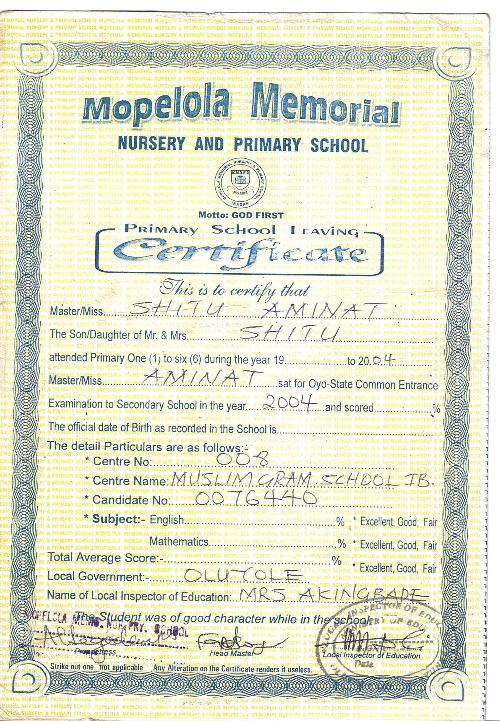 Mopelola Memorial
NURSERY AND PRIMARY SCHOOL
Motto: GOD FIRST
PRIMARY SCHOOL LEAVING
Certificate
This is to certify that
Master/Miss SHITU AMINAT
The Son/Daughter of Mr. & Mrs. SHITU
attended Primary One (1) to six (6) during the year 19 to 2004
Master/Miss AMINAT sat for Oyo-State Common Entrance
Examination to Secondary School in the year 2004 and scored %
The official date of Birth as recorded in the School is
The detail Particulars are as follows:-
* Centre No: 008
* Centre Name: MUSLIM GRAM. SCHOOL IB.
* Candidate No: 0076440
* Subject:- English % * Excellent, Good, Fair
Mathematics % * Excellent, Good, Fair
Total Average Score:- % * Excellent, Good, Fair
Local Government:- OLUYOLE
Name of Local Inspector of Education: MRS. AKINGBADE
The Student was of good character while in the school
Head Master Local Inspector of Education
Date
Strike out one not applicable Any Alteration on the Certificate renders it useless.